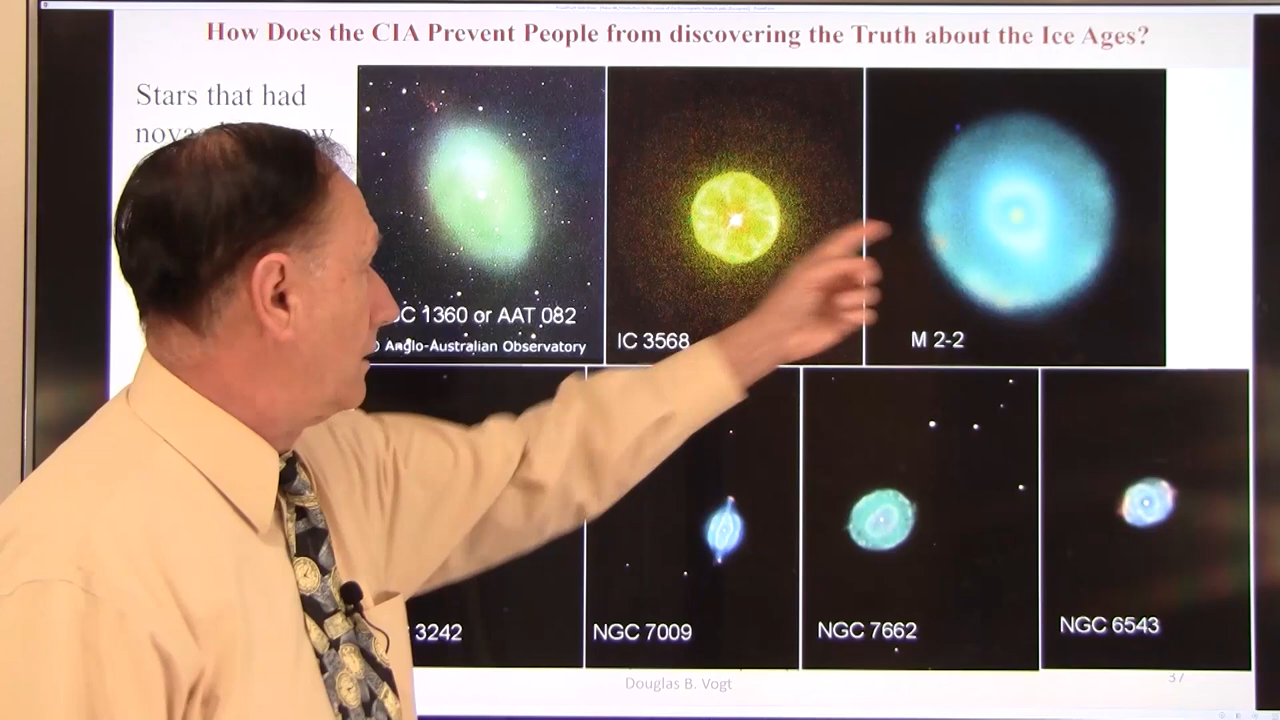 How Does the CIA Prevent People from discovering the Truth about the Ice Ages?
Stars that had
C 1360 or AAT 082
Anglo-Australian Observatory
IC 3568
M 2-2
3242
NGC 7009
NGC 7662
NGC 6543
Douglas B. Vogt
37